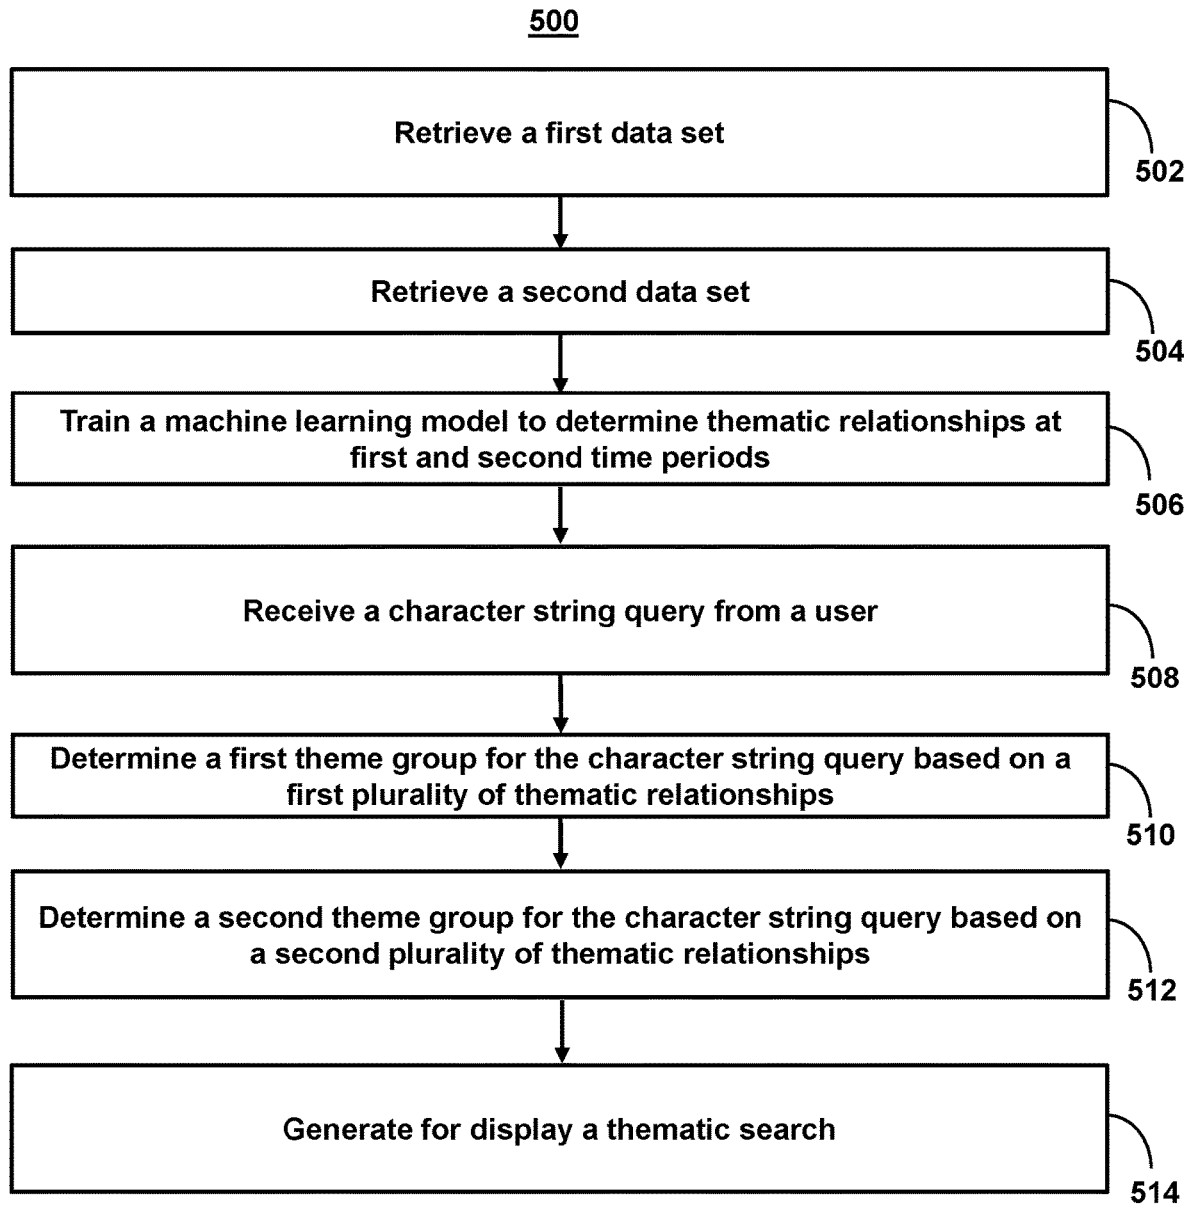 500
Retrieve a first data set
502
Retrieve a second data set
504
Train a machine learning model to determine thematic relationships at
first and second time periods
506
Receive a character string query from a user
508
Determine a first theme group for the character string query based on a
first plurality of thematic relationships
510
Determine a second theme group for the character string query based on
a second plurality of thematic relationships
512
Generate for display a thematic search
514